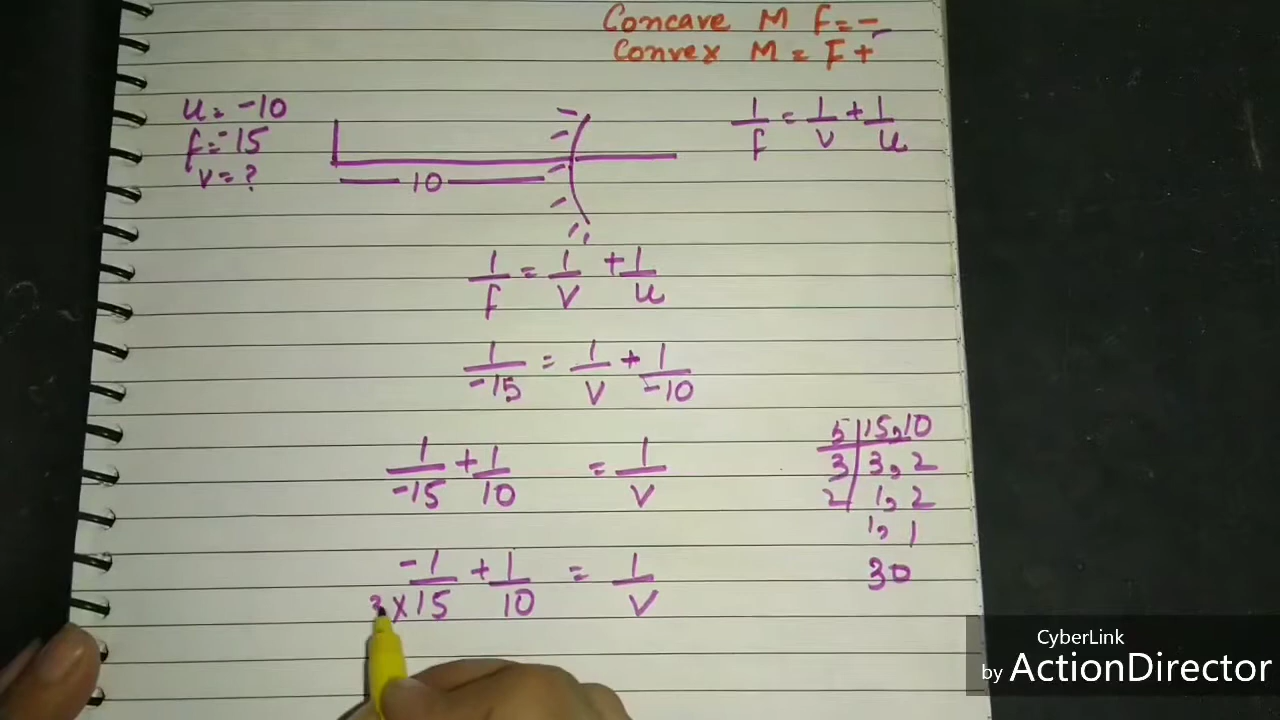 Concave M F = -
Convex M = F +
u = -10
f = -15
v = ?
10
1/f = 1/v + 1/u
1/f = 1/v + 1/u
1/-15 = 1/v + 1/-10
1/-15 + 1/10 = 1/v
5 | 15, 10
3 | 3, 2
2 | 1, 2
1, 1
30
-1/×15 + 1/10 = 1/v
CyberLink
by ActionDirector